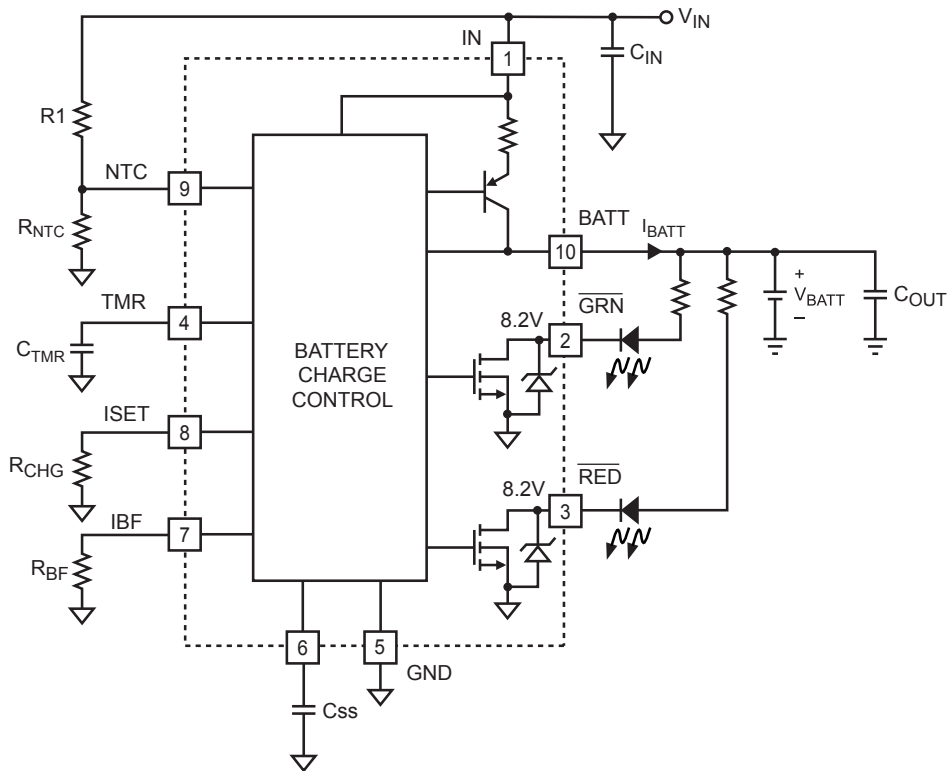 V_IN
IN
1
C_IN
R1
NTC
9
R_NTC
BATT
I_BATT
10
+
V_BATT
–
C_OUT
TMR
4
C_TMR
8.2V
GRN
2
BATTERY
CHARGE
CONTROL
ISET
8
R_CHG
8.2V
RED
3
IBF
7
R_BF
6
5
GND
Css